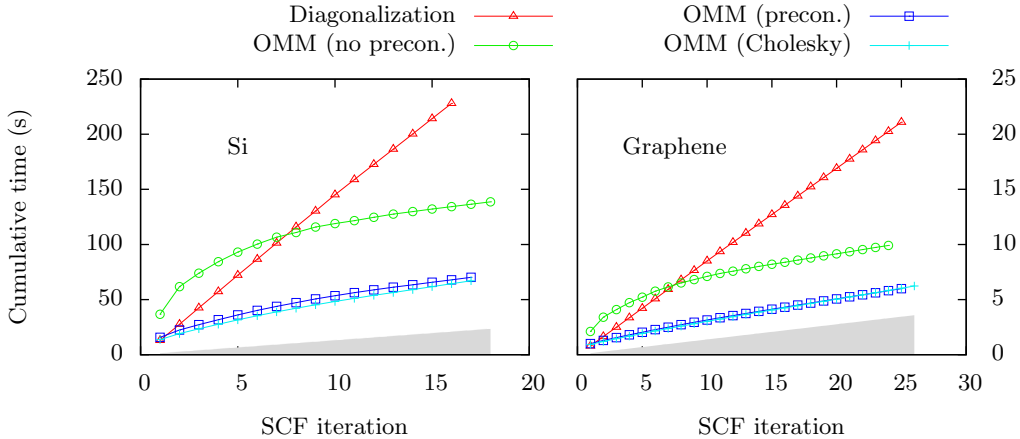 Diagonalization
OMM (no precon.)
OMM (precon.)
OMM (Cholesky)
Cumulative time (s)
250
200
150
100
50
0
Si
0 5 10 15 20
SCF iteration
Graphene
0 5 10 15 20 25 30
SCF iteration
25
20
15
10
5
0